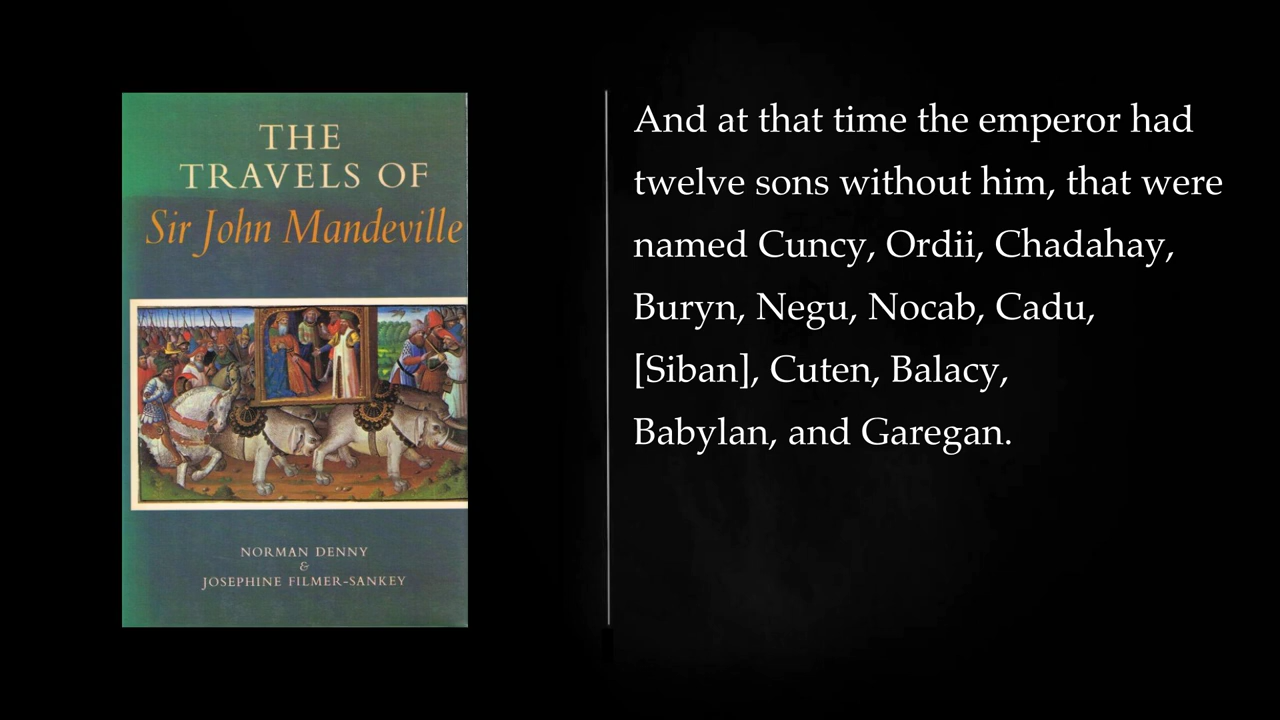 THE
TRAVELS OF
Sir John Mandeville
NORMAN DENNY
&
JOSEPHINE FILMER-SANKEY
And at that time the emperor had
twelve sons without him, that were
named Cuncy, Ordii, Chadahay,
Buryn, Negu, Nocab, Cadu,
[Siban], Cuten, Balacy,
Babylan, and Garegan.